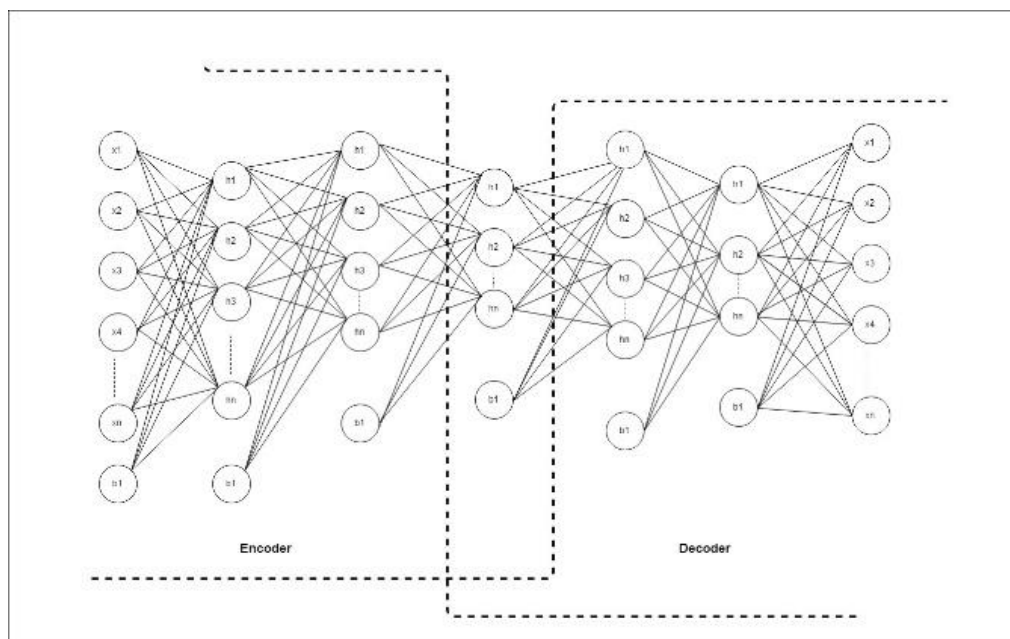 x1
x2
x3
x4
xn
b1
h1
h2
h3
hn
b1
h1
h2
h3
hn
b1
h1
h2
hn
b1
h1
h2
h3
hn
b1
h1
h2
hn
b1
x1
x2
x3
x4
xn
Encoder
Decoder